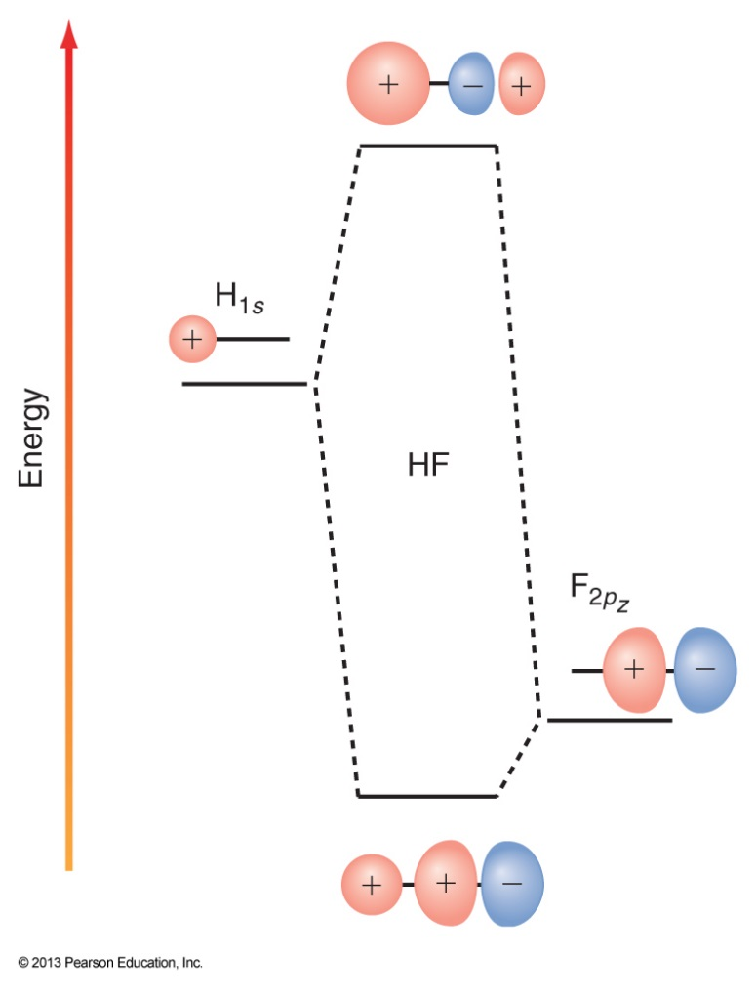 + − +
H1s
+
Energy
HF
F2pz
+ −
+ + −
© 2013 Pearson Education, Inc.